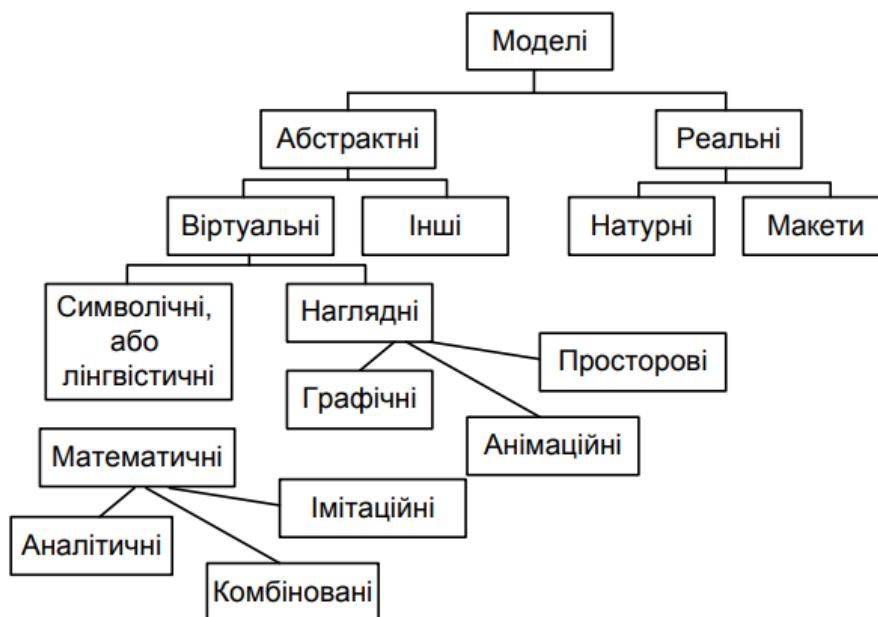 Моделі
Абстрактні
Реальні
Віртуальні
Інші
Натурні
Макети
Символічні,
або
лінгвістичні
Наглядні
Просторові
Графічні
Анімаційні
Математичні
Імітаційні
Аналітичні
Комбіновані